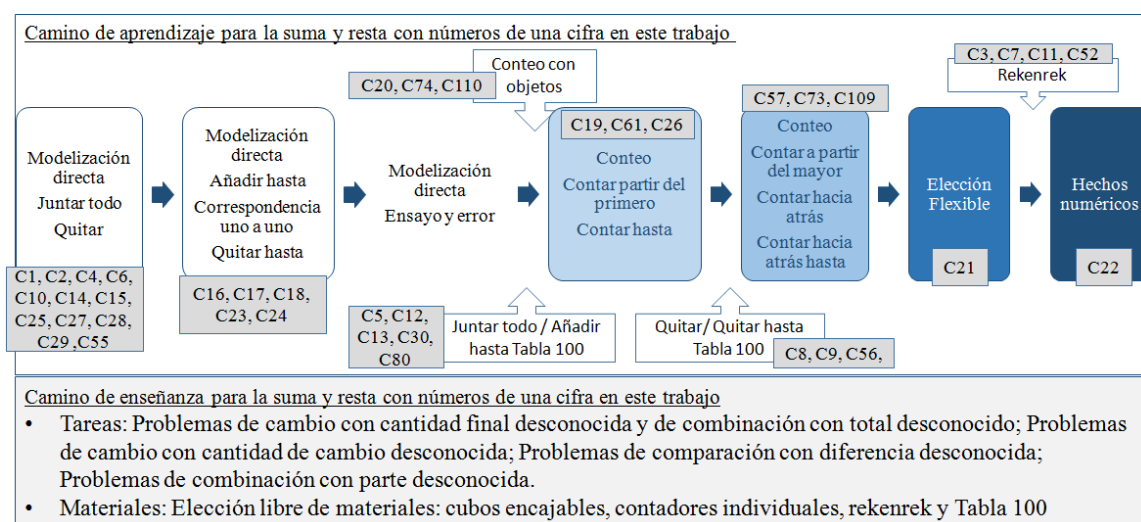 Camino de aprendizaje para la suma y resta con números de una cifra en este trabajo
Modelización
directa
Juntar todo
Quitar
C1, C2, C4, C6,
C10, C14, C15,
C25, C27, C28,
C29 ,C55
Modelización
directa
Añadir hasta
Correspondencia
uno a uno
Quitar hasta
C16, C17, C18,
C23, C24
Modelización
directa
Ensayo y error
C20, C74, C110
Conteo con
objetos
C5, C12,
C13, C30,
C80
Juntar todo / Añadir
hasta Tabla 100
C19, C61, C26
Conteo
Contar partir del
primero
Contar hasta
Quitar/ Quitar hasta
Tabla 100
C8, C9, C56,
C57, C73, C109
Conteo
Contar a partir
del mayor
Contar hacia
atrás
Contar hacia
atrás hasta
Elección
Flexible
C21
C3, C7, C11, C52
Rekenrek
Hechos
numéricos
C22
Camino de enseñanza para la suma y resta con números de una cifra en este trabajo
• Tareas: Problemas de cambio con cantidad final desconocida y de combinación con total desconocido; Problemas
de cambio con cantidad de cambio desconocida; Problemas de comparación con diferencia desconocida;
Problemas de combinación con parte desconocida.
• Materiales: Elección libre de materiales: cubos encajables, contadores individuales, rekenrek y Tabla 100